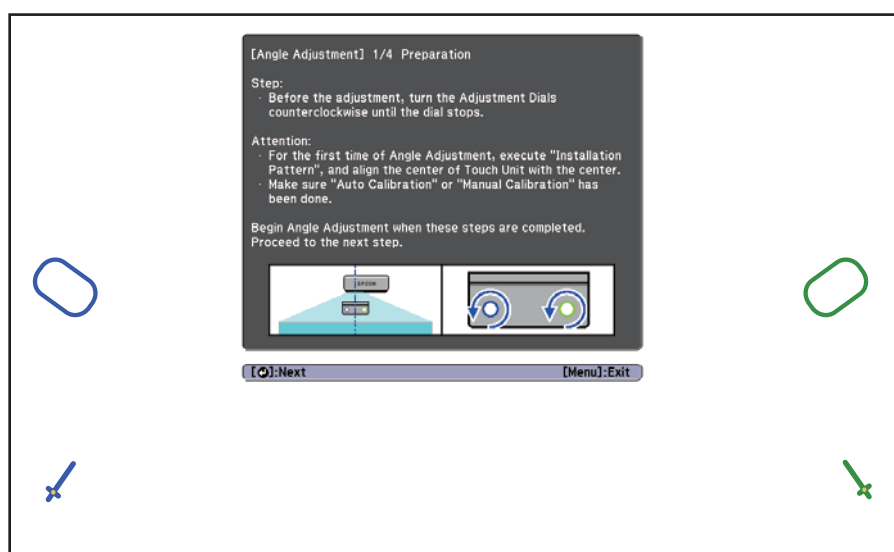 [Angle Adjustment] 1/4 Preparation
Step:
· Before the adjustment, turn the Adjustment Dials
counterclockwise until the dial stops.
Attention:
· For the first time of Angle Adjustment, execute "Installation
Pattern", and align the center of Touch Unit with the center.
· Make sure "Auto Calibration" or "Manual Calibration" has
been done.
Begin Angle Adjustment when these steps are completed.
Proceed to the next step.
EPSON
[↵]:Next [Menu]:Exit